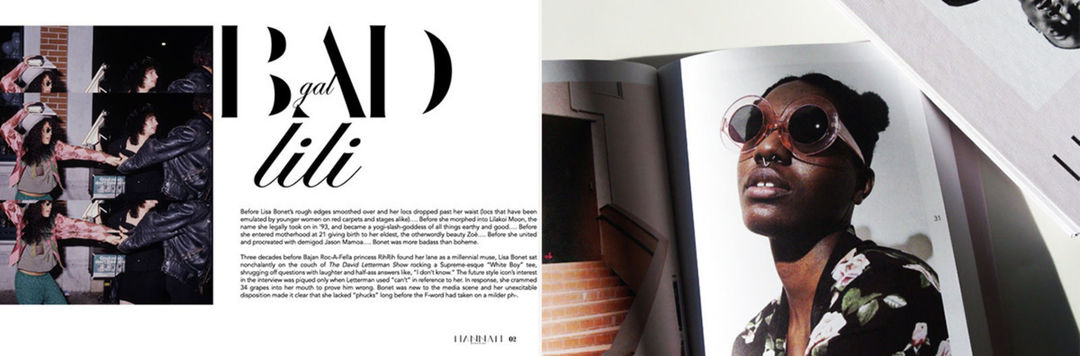 BAD
gal
lili
Before Lisa Bonet's rough edges smoothed over and her locs dropped past her waist (locs that have been
emulated by younger women on red carpets and stages alike).... Before she morphed into Lilakoi Moon, the
name she legally took on in '93, and became a yogi-slash-goddess of all things earthy and good.... Before
she entered motherhood at 21 giving birth to her eldest, the otherwordly beauty Zoë.... Before she united
and procreated with demigod Jason Mamoa.... Bonet was more badass than boheme.
Three decades before Bajan Roc-A-Fella princess RihRih found her lane as a millennial muse, Lisa Bonet sat
nonchalantly on the couch of The David Letterman Show rocking a Supreme-esque "White Boy" tee,
shrugging off questions with laughter and half-ass answers like, "I don't know." The future style icon's interest
in the interview was piqued only when Letterman used "can't" in reference to her. In response, she crammed
34 grapes into her mouth to prove him wrong. Bonet was new to the media scene and her unexcitable
disposition made it clear that she lacked "phucks" long before the F-word had taken on a milder ph-.
HANNAH 02
31